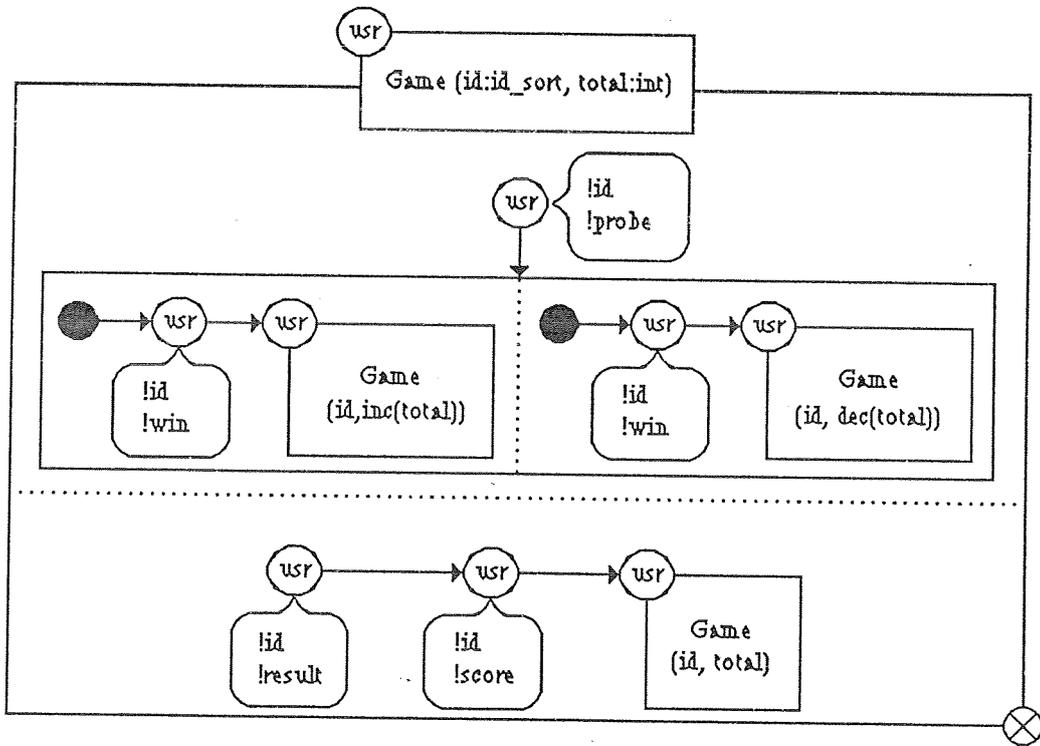 usr
Game (id:id_sort, total:int)
usr
!id
!probe
usr
usr
!id
!win
Game
(id,inc(total))
usr
usr
!id
!win
Game
(id, dec(total))
usr
!id
!result
usr
!id
!score
usr
Game
(id, total)